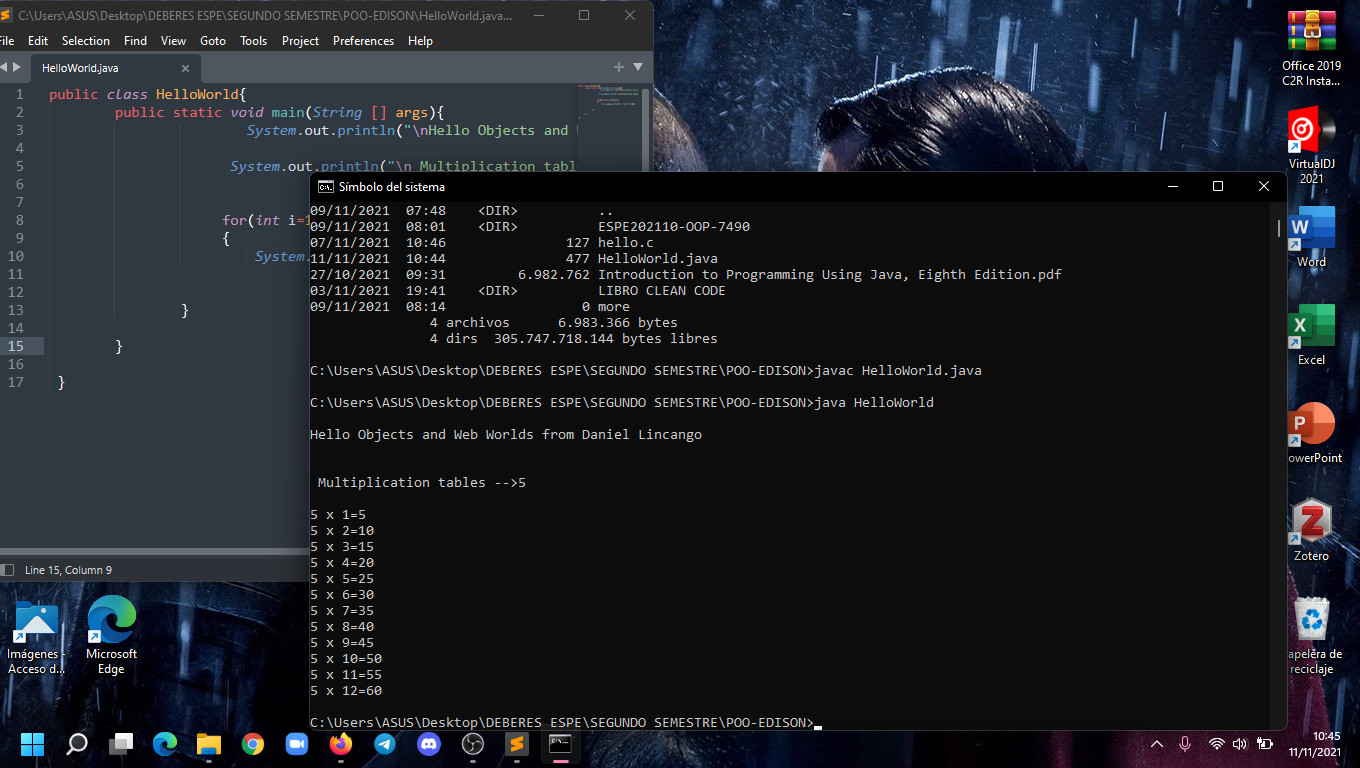 C:\Users\ASUS\Desktop\DEBERES ESPE\SEGUNDO SEMESTRE\POO-EDISON\HelloWorld.java...
File Edit Selection Find View Goto Tools Project Preferences Help
HelloWorld.java
1 public class HelloWorld{
2 public static void main(String [] args){
3 System.out.println("\nHello Objects and
4
5 System.out.println("\n Multiplication tabl
6
7
8 for(int i=1
9 {
10 System.
11
12
13 }
14
15 }
16
17 }
Line 15, Column 9
Símbolo del sistema
09/11/2021 07:48 <DIR> ..
09/11/2021 08:01 <DIR> ESPE202110-OOP-7490
07/11/2021 10:46 127 hello.c
11/11/2021 10:44 477 HelloWorld.java
27/10/2021 09:31 6.982.762 Introduction to Programming Using Java, Eighth Edition.pdf
03/11/2021 19:41 <DIR> LIBRO CLEAN CODE
09/11/2021 08:14 0 more
4 archivos 6.983.366 bytes
4 dirs 305.747.718.144 bytes libres
C:\Users\ASUS\Desktop\DEBERES ESPE\SEGUNDO SEMESTRE\POO-EDISON>javac HelloWorld.java
C:\Users\ASUS\Desktop\DEBERES ESPE\SEGUNDO SEMESTRE\POO-EDISON>java HelloWorld
Hello Objects and Web Worlds from Daniel Lincango
Multiplication tables -->5
5 x 1=5
5 x 2=10
5 x 3=15
5 x 4=20
5 x 5=25
5 x 6=30
5 x 7=35
5 x 8=40
5 x 9=45
5 x 10=50
5 x 11=55
5 x 12=60
C:\Users\ASUS\Desktop\DEBERES ESPE\SEGUNDO SEMESTRE\POO-EDISON>
Office 2019
C2R Insta...
VirtualDJ
2021
Word
Excel
owerPoint
Zotero
apelera de
reciclaje
Imágenes -
Acceso d...
Microsoft
Edge
10:45
11/11/2021